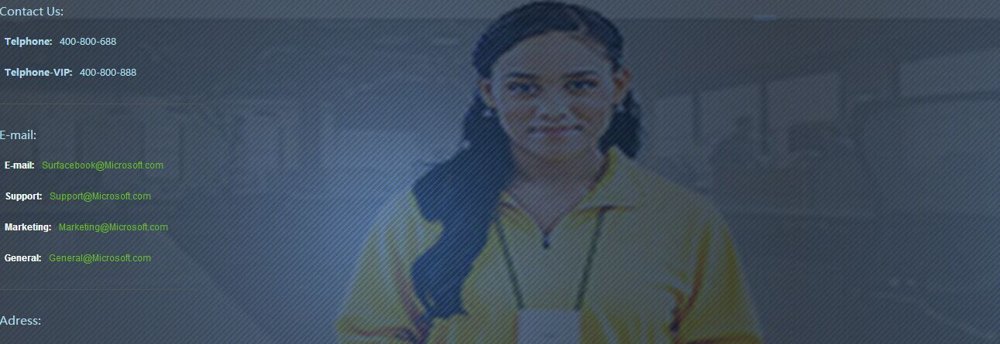 Contact Us:
Telphone: 400-800-688
Telphone-VIP: 400-800-888
E-mail:
E-mail: Surfacebook@Microsoft.com
Support: Support@Microsoft.com
Marketing: Marketing@Microsoft.com
General: General@Microsoft.com
Adress: